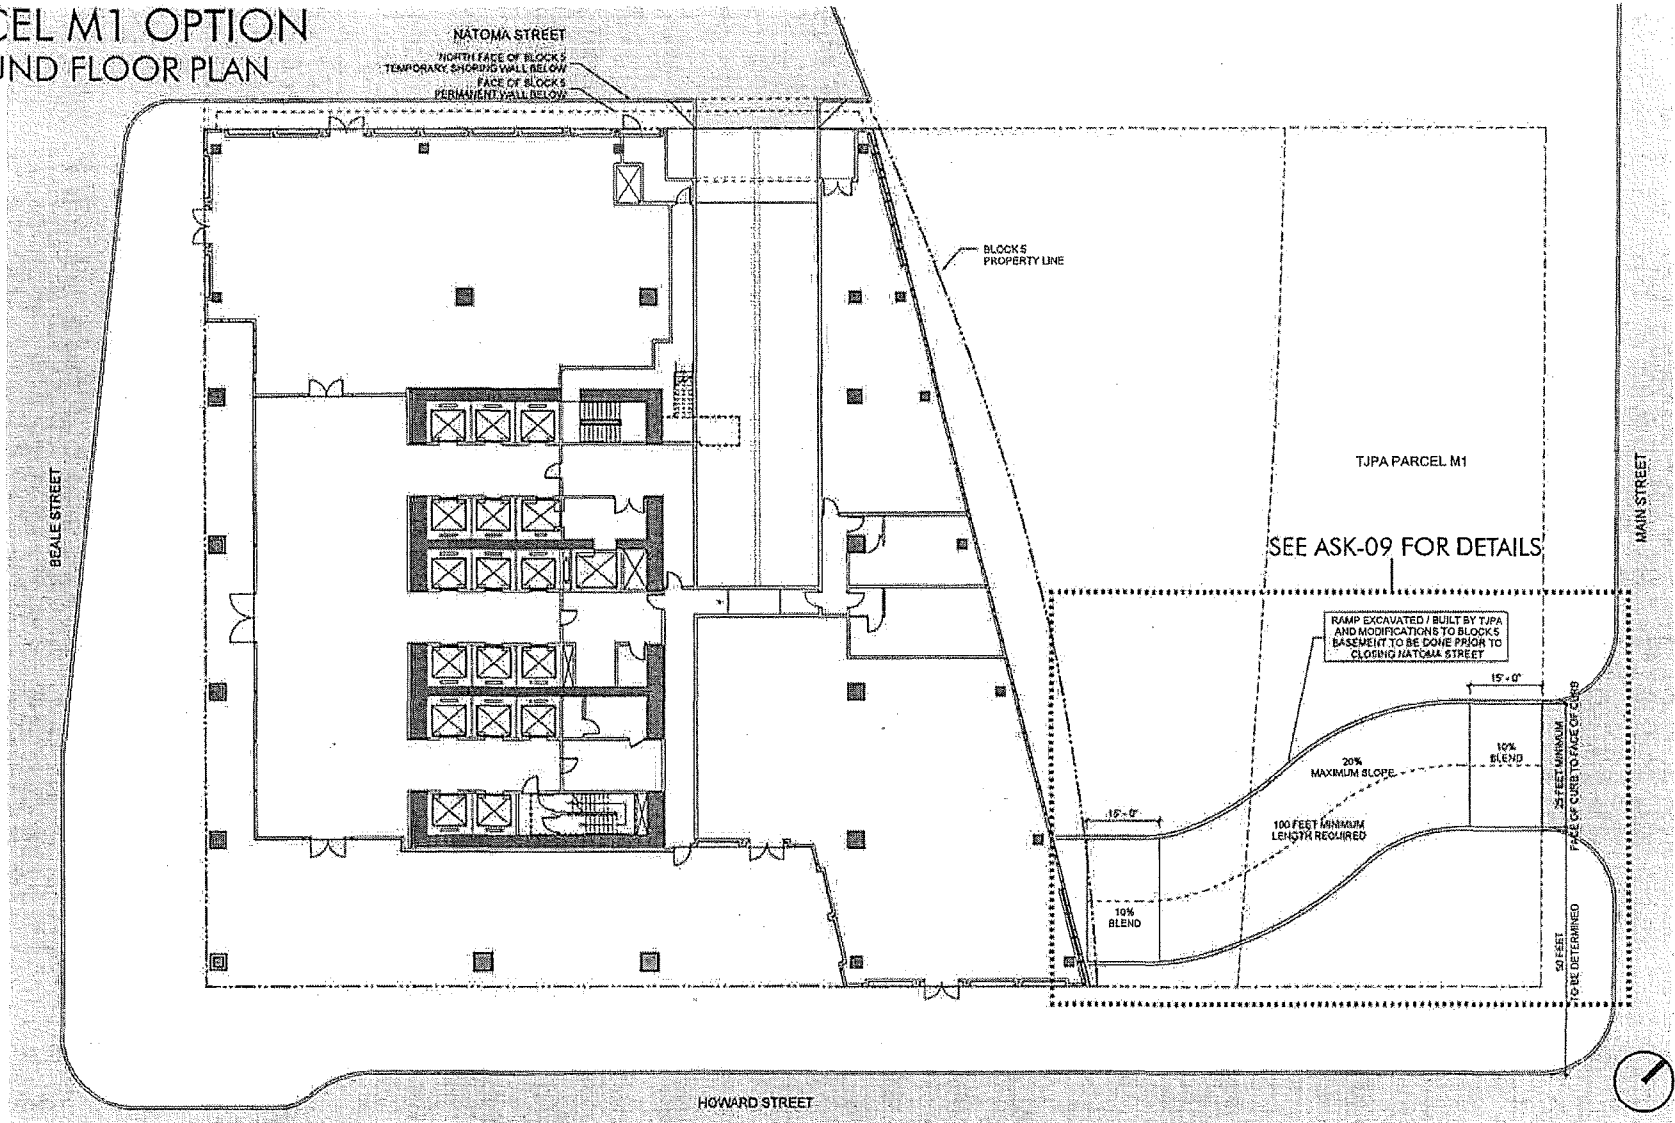 CEL M1 OPTION
UND FLOOR PLAN
NATOMA STREET
NORTH FACE OF BLOCK 5
TEMPORARY SHORING WALL BELOW
FACE OF BLOCK 5
PERMANENT WALL BELOW
BLOCK 5
PROPERTY LINE
TJPA PARCEL M1
BEALE STREET
MAIN STREET
SEE ASK-09 FOR DETAILS
RAMP EXCAVATED / BUILT BY TJPA
AND MODIFICATIONS TO BLOCK 5
BASEMENT TO BE DONE PRIOR TO
CLOSING NATOMA STREET
15' - 0"
10%
BLEND
20%
MAXIMUM SLOPE
25 FEET MINIMUM
FACE OF CURB TO FACE OF CURB
15' - 0"
100 FEET MINIMUM
LENGTH REQUIRED
10%
BLEND
50 FEET
TO BE DETERMINED
HOWARD STREET